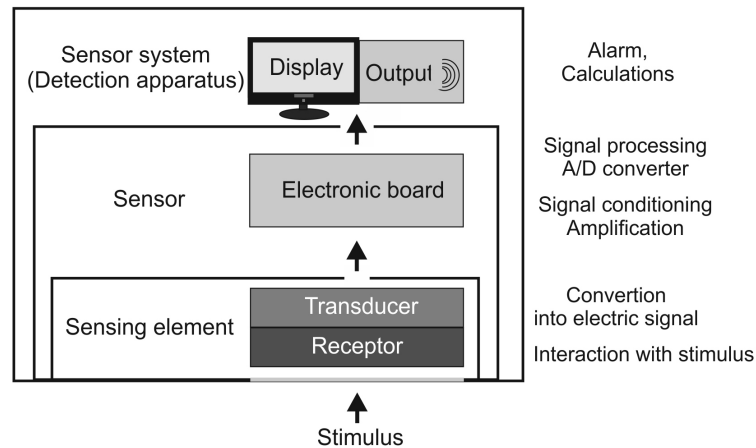 Sensor system
(Detection apparatus)
Display
Output
Alarm,
Calculations
Signal processing
A/D converter
Sensor
Electronic board
Signal conditioning
Amplification
Sensing element
Transducer
Receptor
Convertion
into electric signal
Interaction with stimulus
Stimulus